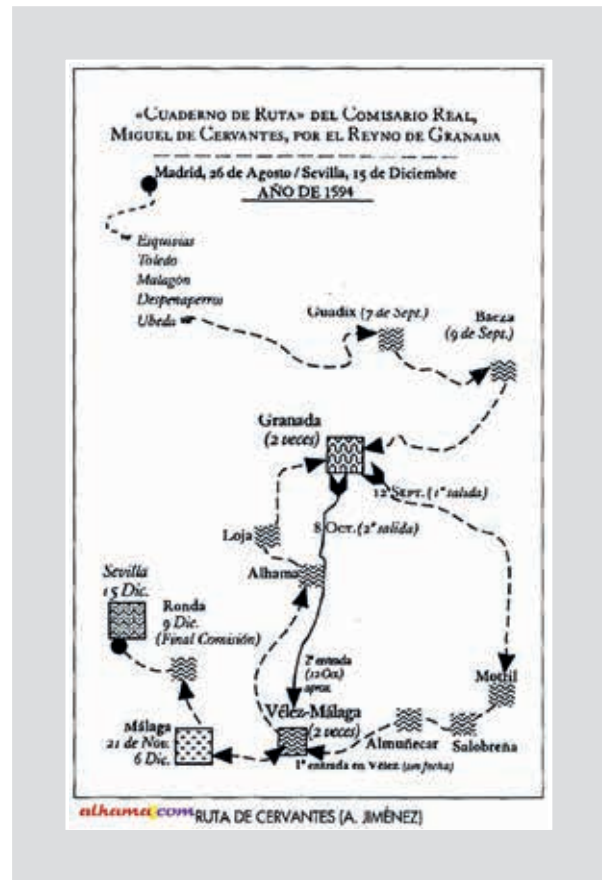 «CUADERNO DE RUTA» DEL COMISARIO REAL,
MIGUEL DE CERVANTES, POR EL REYNO DE GRANADA
Madrid, 26 de Agosto / Sevilla, 15 de Diciembre
AÑO DE 1594
Esquivias
Toledo
Malagón
Despeñaperros
Ubeda
Guadix (7 de Sept.)
Baeza
(9 de Sept.)
Granada
(2 veces)
12 SEPT. (1ª salida)
8 OCT. (2ª salida)
Loja
Alhama
Sevilla
15 Dic.
Ronda
9 Dic.
(Final Comisión)
2ª entrada
(12 Oct.)
aprox.
Motril
Vélez-Málaga
(2 veces)
Málaga
21 de Nov.
6 Dic.
Almuñecar
Salobreña
1ª entrada en Vélez (sin fecha)
alhama.com RUTA DE CERVANTES (A. JIMÉNEZ)